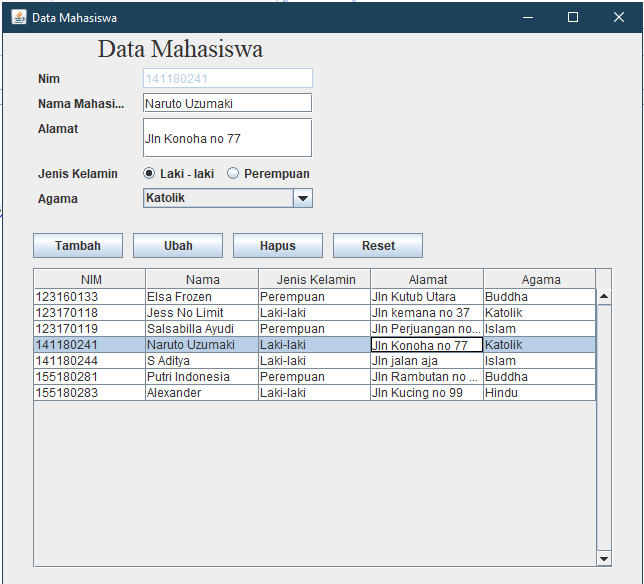 Data Mahasiswa
Data Mahasiswa
Nim 141180241
Nama Mahasi... Naruto Uzumaki
Alamat Jln Konoha no 77
Jenis Kelamin Laki - laki Perempuan
Agama Katolik
Tambah Ubah Hapus Reset
NIM Nama Jenis Kelamin Alamat Agama
123160133 Elsa Frozen Perempuan Jln Kutub Utara Buddha
123170118 Jess No Limit Laki-laki Jln kemana no 37 Katolik
123170119 Salsabilla Ayudi Perempuan Jln Perjuangan no... Islam
141180241 Naruto Uzumaki Laki-laki Jln Konoha no 77 Katolik
141180244 S Aditya Laki-laki Jln jalan aja Islam
155180281 Putri Indonesia Perempuan Jln Rambutan no ... Buddha
155180283 Alexander Laki-laki Jln Kucing no 99 Hindu